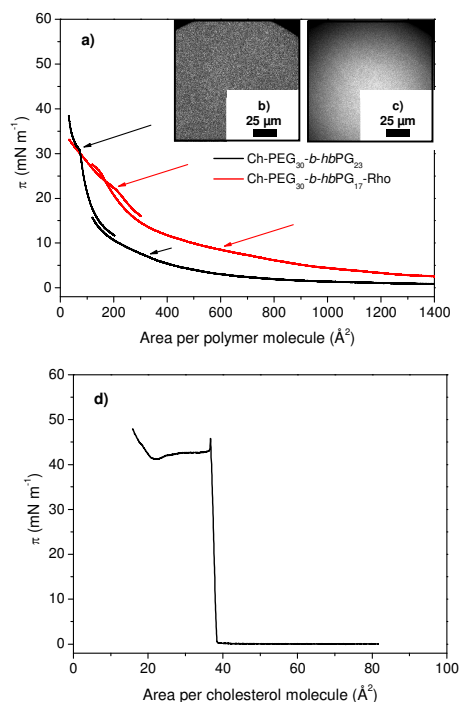 60
50
40
30
20
10
0
π (mN m⁻¹)
a)
b)
25 µm
c)
25 µm
Ch-PEG₃₀-b-hbPG₂₃
Ch-PEG₃₀-b-hbPG₁₇-Rho
0 200 400 600 800 1000 1200 1400
Area per polymer molecule (Å²)
60
50
40
30
20
10
0
π (mN m⁻¹)
d)
0 20 40 60 80 100
Area per cholesterol molecule (Å²)